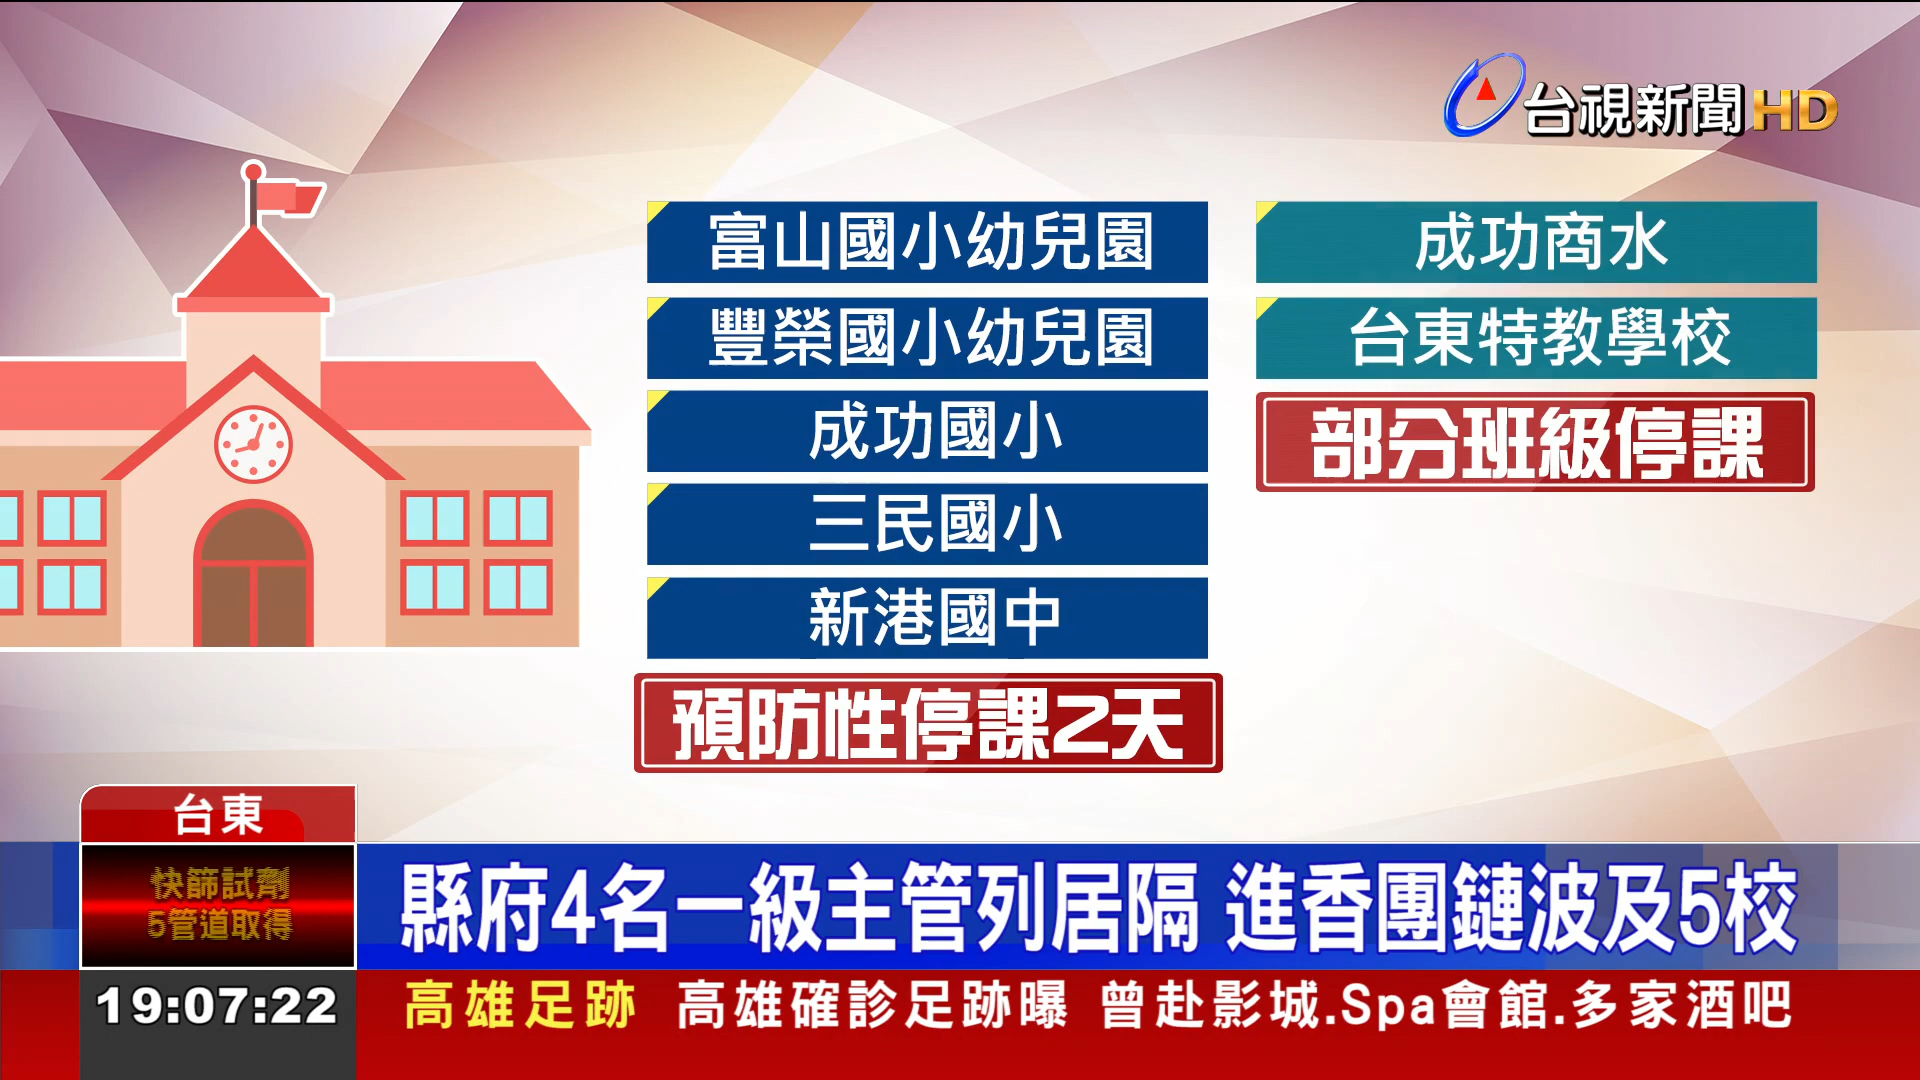 台視新聞HD
富山國小幼兒園
豐榮國小幼兒園
成功國小
三民國小
新港國中
預防性停課2天
成功商水
台東特教學校
部分班級停課
台東
快篩試劑
5管道取得
縣府4名一級主管列居隔 進香團鏈波及5校
19:07:22
高雄足跡 高雄確診足跡曝 曾赴影城.Spa會館.多家酒吧